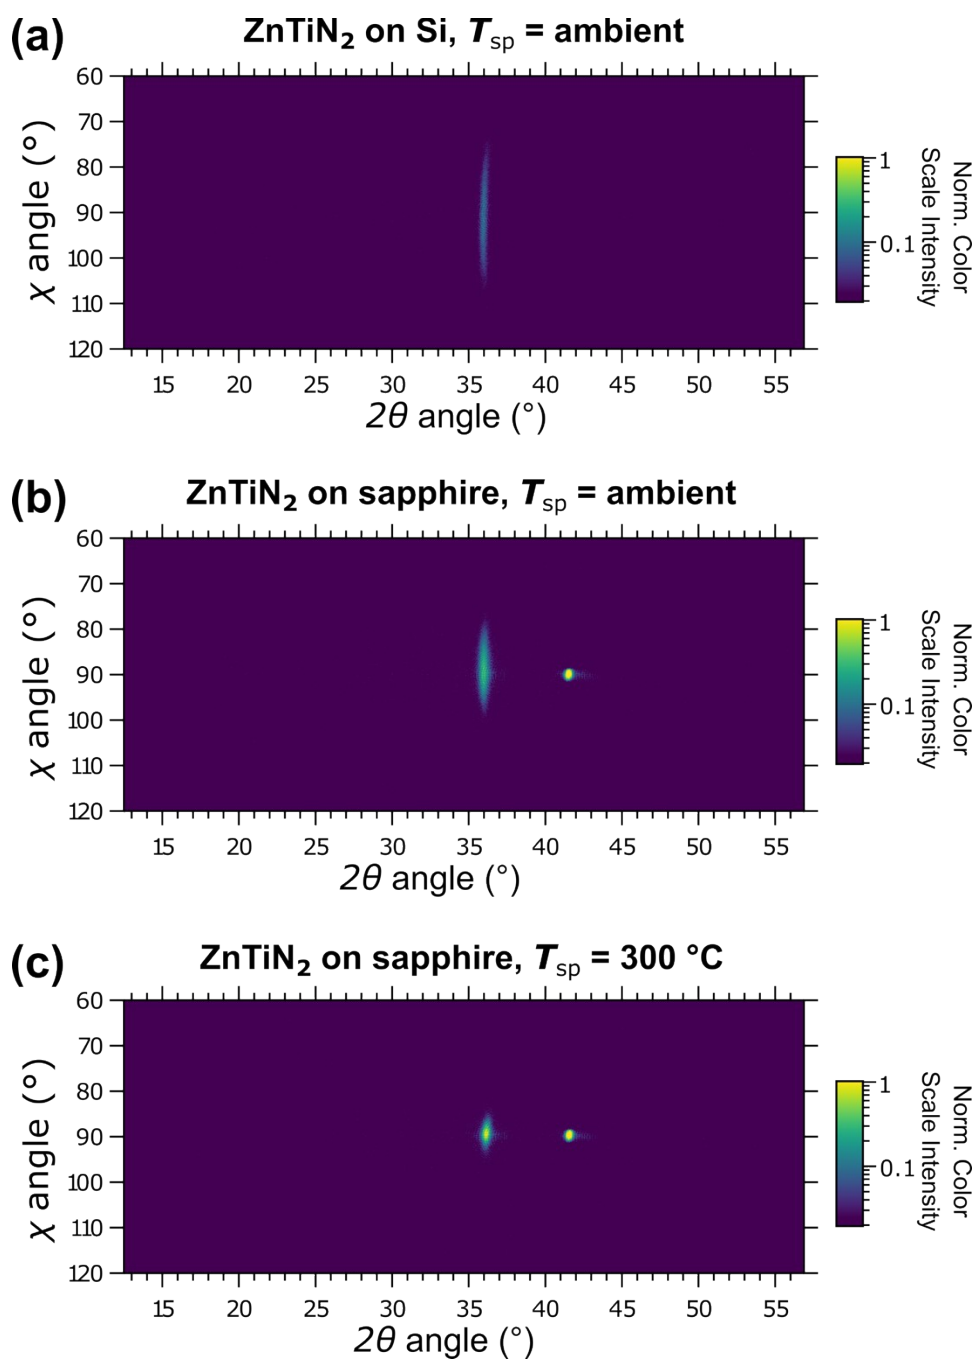 (a)
ZnTiN₂ on Si, Tsp = ambient
60
70
80
90
100
110
120
χ angle (°)
15 20 25 30 35 40 45 50 55
2θ angle (°)
1
0.1
Norm. Color
Scale Intensity
(b)
ZnTiN₂ on sapphire, Tsp = ambient
60
70
80
90
100
110
120
χ angle (°)
15 20 25 30 35 40 45 50 55
2θ angle (°)
1
0.1
Norm. Color
Scale Intensity
(c)
ZnTiN₂ on sapphire, Tsp = 300 °C
60
70
80
90
100
110
120
χ angle (°)
15 20 25 30 35 40 45 50 55
2θ angle (°)
1
0.1
Norm. Color
Scale Intensity